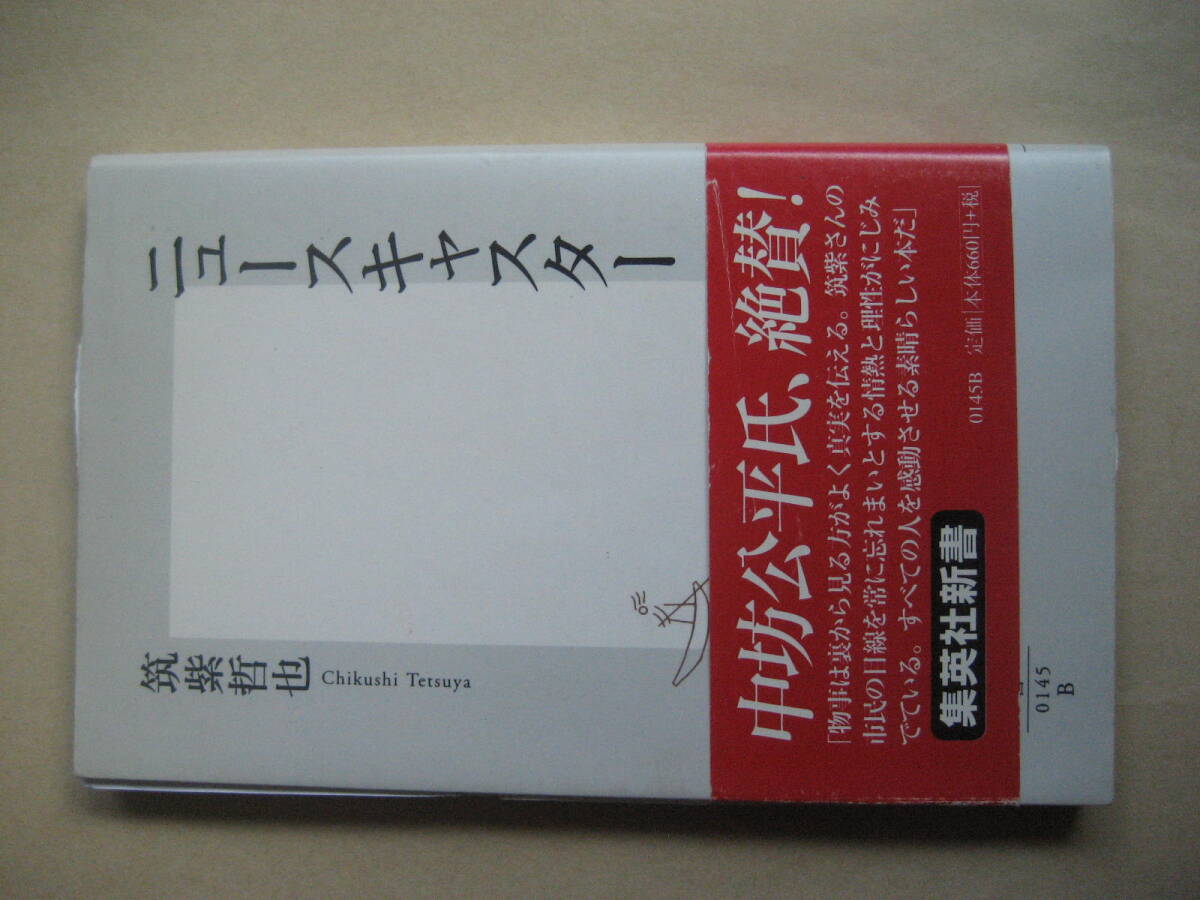 ニュースキャスター
筑紫哲也 Chikushi Tetsuya
中坊公平氏、絶賛!
「物事は裏から見る方がよく真実を伝える。筑紫さんの
市民の目線を常に忘れまいとする情熱と理性がにじみ
でている。すべての人を感動させる素晴らしい本だ」
0145B 定価 本体660円+税
集英社新書
0145
B